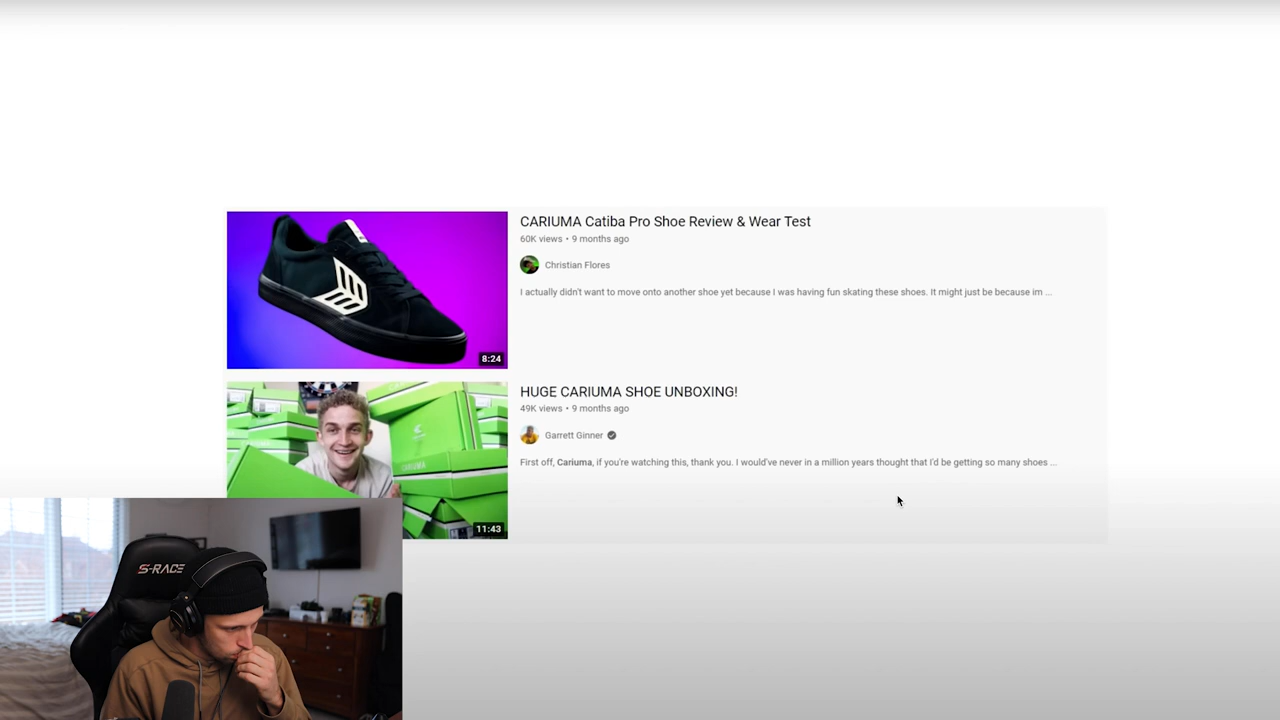 CARIUMA Catiba Pro Shoe Review & Wear Test
60K views • 9 months ago
Christian Flores
I actually didn't want to move onto another shoe yet because I was having fun skating these shoes. It might just be because im ...
8:24
HUGE CARIUMA SHOE UNBOXING!
49K views • 9 months ago
Garrett Ginner
First off, Cariuma, if you're watching this, thank you. I would've never in a million years thought that I'd be getting so many shoes ...
CARIUMA
11:43
S-RACE